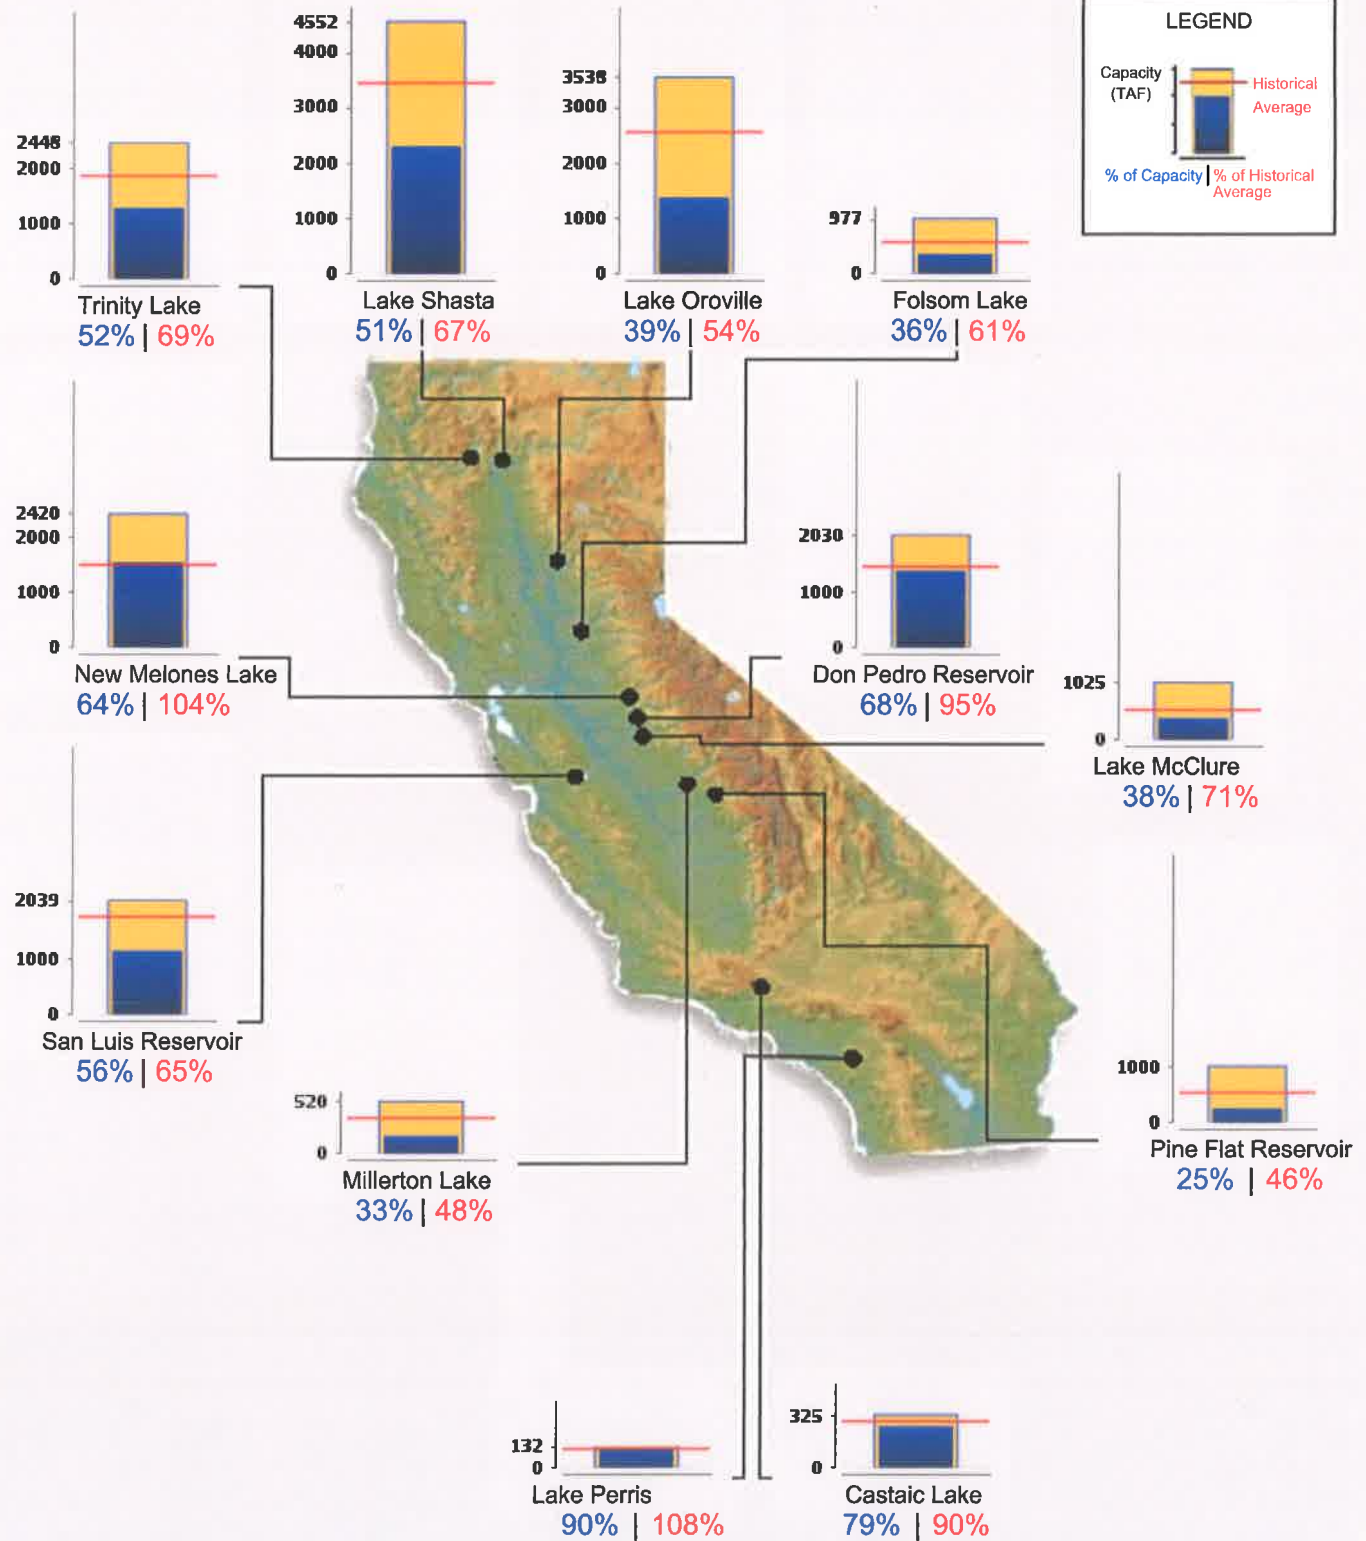 LEGEND
Capacity
(TAF)
Historical
Average
% of Capacity | % of Historical
Average
2448
2000
1000
0
Trinity Lake
52% | 69%
4552
4000
3000
2000
1000
0
Lake Shasta
51% | 67%
3538
3000
2000
1000
0
Lake Oroville
39% | 54%
977
0
Folsom Lake
36% | 61%
2420
2000
1000
0
New Melones Lake
64% | 104%
2030
1000
0
Don Pedro Reservoir
68% | 95%
1025
0
Lake McClure
38% | 71%
2039
1000
0
San Luis Reservoir
56% | 65%
520
0
Millerton Lake
33% | 48%
1000
0
Pine Flat Reservoir
25% | 46%
132
0
Lake Perris
90% | 108%
325
0
Castaic Lake
79% | 90%